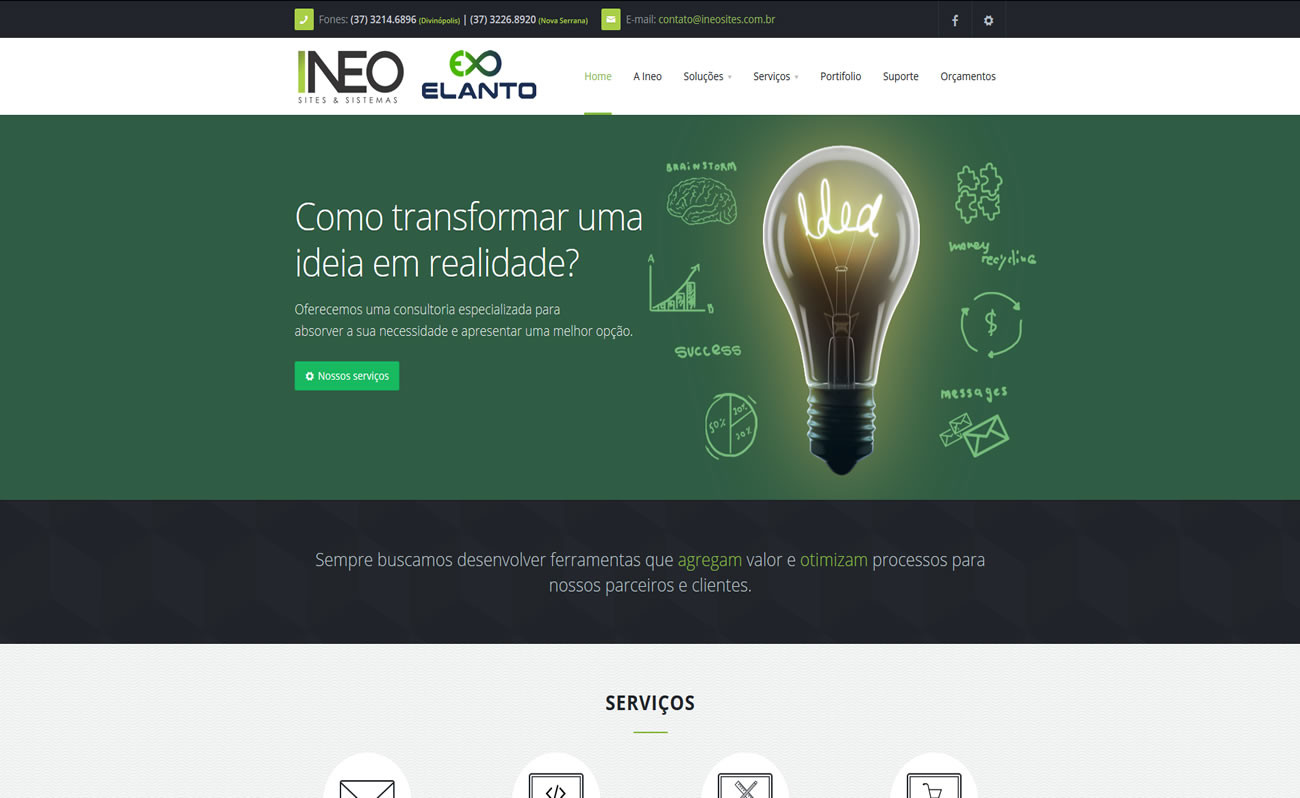 Fones: (37) 3214.6896 (Divinópolis) | (37) 3226.8920 (Nova Serrana) E-mail: contato@ineosites.com.br
INEO
SITES & SISTEMAS
ELANTO
Home A Ineo Soluções Serviços Portifolio Suporte Orçamentos
Como transformar uma
ideia em realidade?
Oferecemos uma consultoria especializada para
absorver a sua necessidade e apresentar uma melhor opção.
Nossos serviços
BRAINSTORM
A
B
SUCCESS
50% 20%
30%
Idea
money
recycling
$
messages
Sempre buscamos desenvolver ferramentas que agregam valor e otimizam processos para
nossos parceiros e clientes.
SERVIÇOS